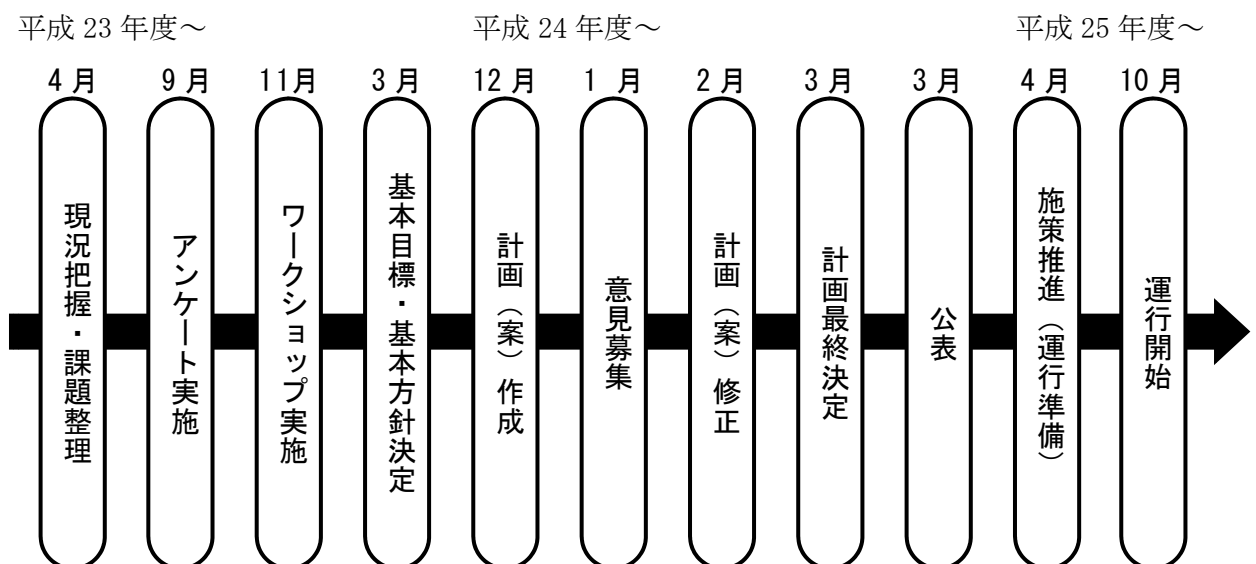 平成 23 年度～
平成 24 年度～
平成 25 年度～
4 月
9 月
11月
3 月
12 月
1 月
2 月
3 月
3 月
4 月
10 月
現況把握・課題整理
アンケート実施
ワークショップ実施
基本目標・基本方針決定
計画（案）作成
意見募集
計画（案）修正
計画最終決定
公表
施策推進（運行準備）
運行開始